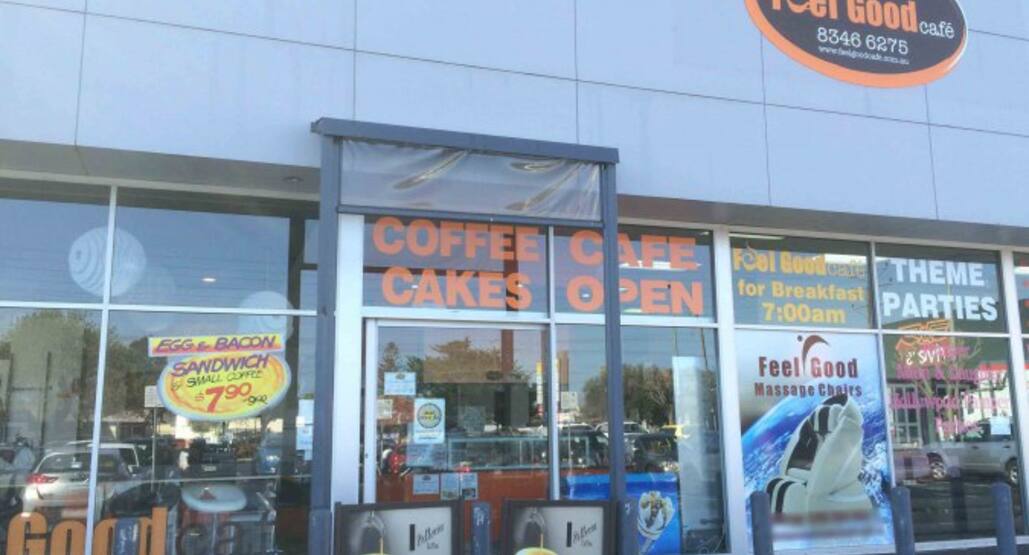 Feel Good café
8346 6275
www.feelgoodcafe.com.au
COFFEE
CAKES
CAFE
OPEN
Feel Good café
for Breakfast
7:00am
THEME
PARTIES
EGG & BACON
SANDWICH
SMALL COFFEE
$7.90
Feel Good
Massage Chairs
Good